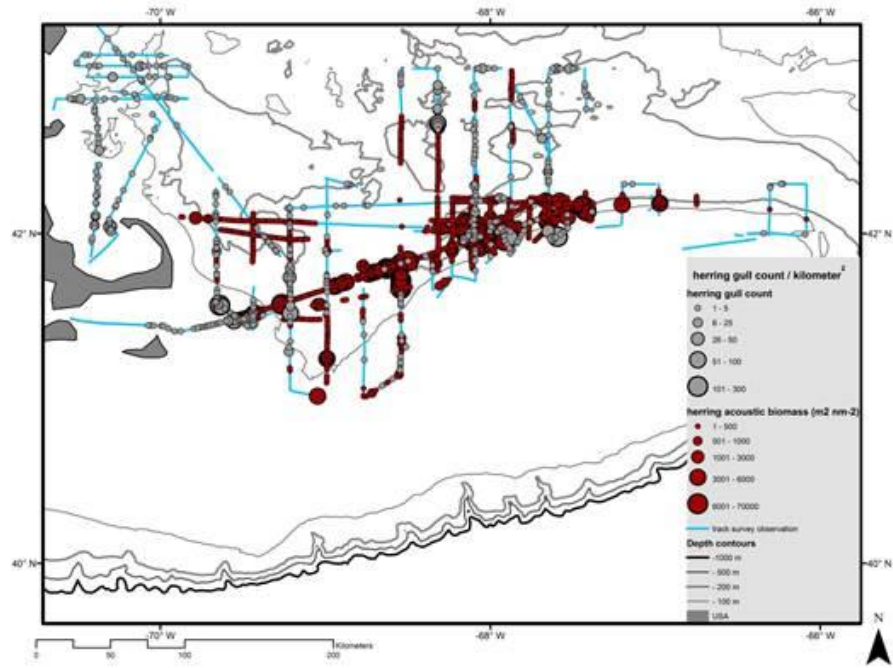 -70° W
-68° W
-66° W
42° N
42° N
herring gull count / kilometer²
herring gull count
1 - 5
6 - 25
26 - 50
51 - 100
101 - 300
herring acoustic biomass (m2 nm-2)
1 - 500
501 - 1000
1001 - 3000
3001 - 6000
6001 - 70000
track survey observation
Depth contours
-1000 m
- 500 m
- 200 m
- 100 m
USA
40° N
40° N
-70° W
-68° W
-66° W
N
Kilometers
0
50
100
200